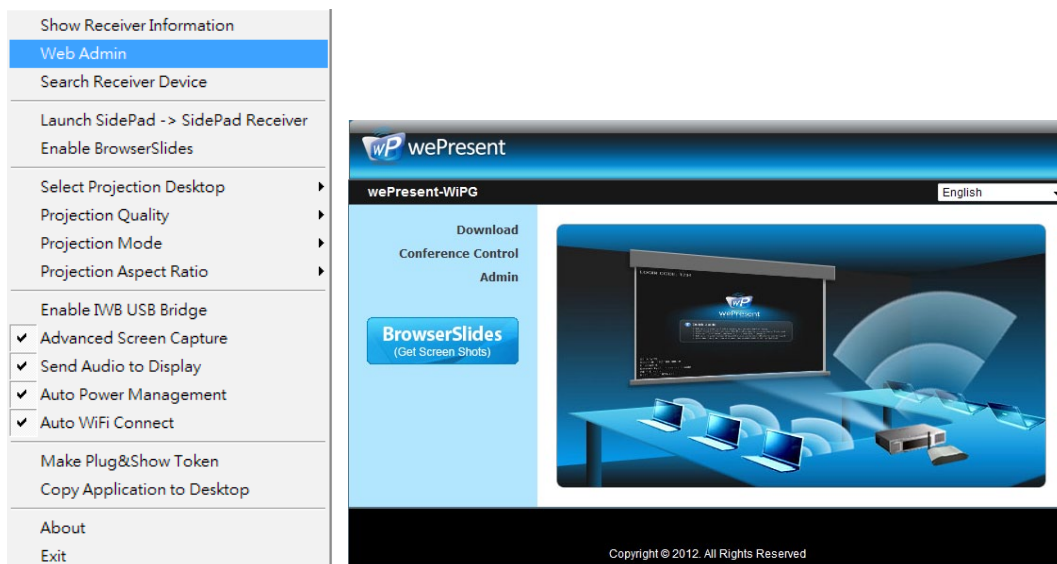 Show Receiver Information
Web Admin
Search Receiver Device
Launch SidePad -> SidePad Receiver
Enable BrowserSlides
Select Projection Desktop
Projection Quality
Projection Mode
Projection Aspect Ratio
Enable IWB USB Bridge
Advanced Screen Capture
Send Audio to Display
Auto Power Management
Auto WiFi Connect
Make Plug&Show Token
Copy Application to Desktop
About
Exit
wP wePresent
wePresent-WiPG
English
Download
Conference Control
Admin
BrowserSlides
(Get Screen Shots)
wP
wePresent
Copyright © 2012. All Rights Reserved